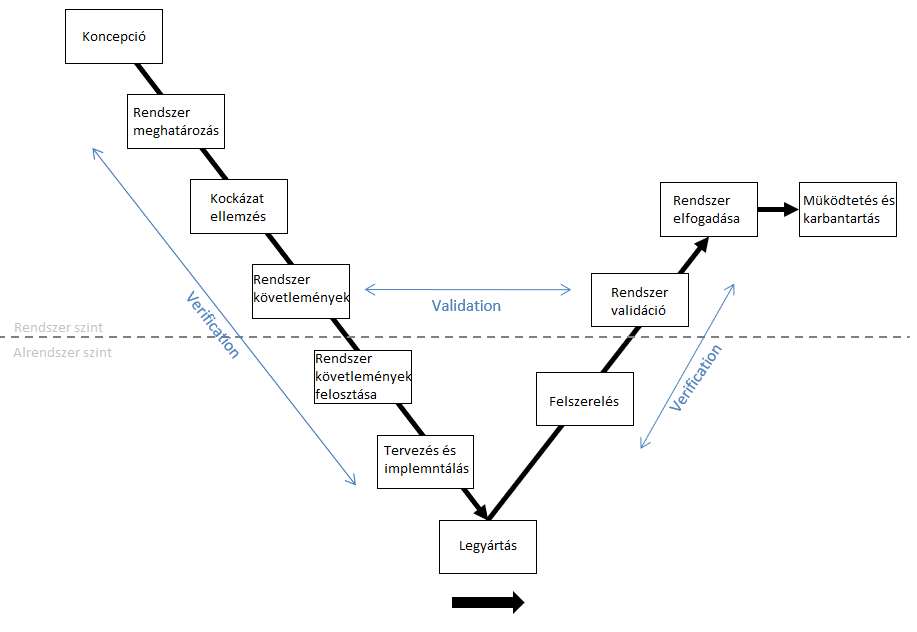 Koncepció
Rendszer
meghatározás
Kockázat
ellemzés
Rendszer
követlemények
Validation
Verification
Rendszer szint
Alrendszer szint
Rendszer
követlemények
felosztása
Tervezés és
implemntálás
Legyártás
Felszerelés
Rendszer
validáció
Verification
Rendszer
elfogadása
Müködtetés és
karbantartás